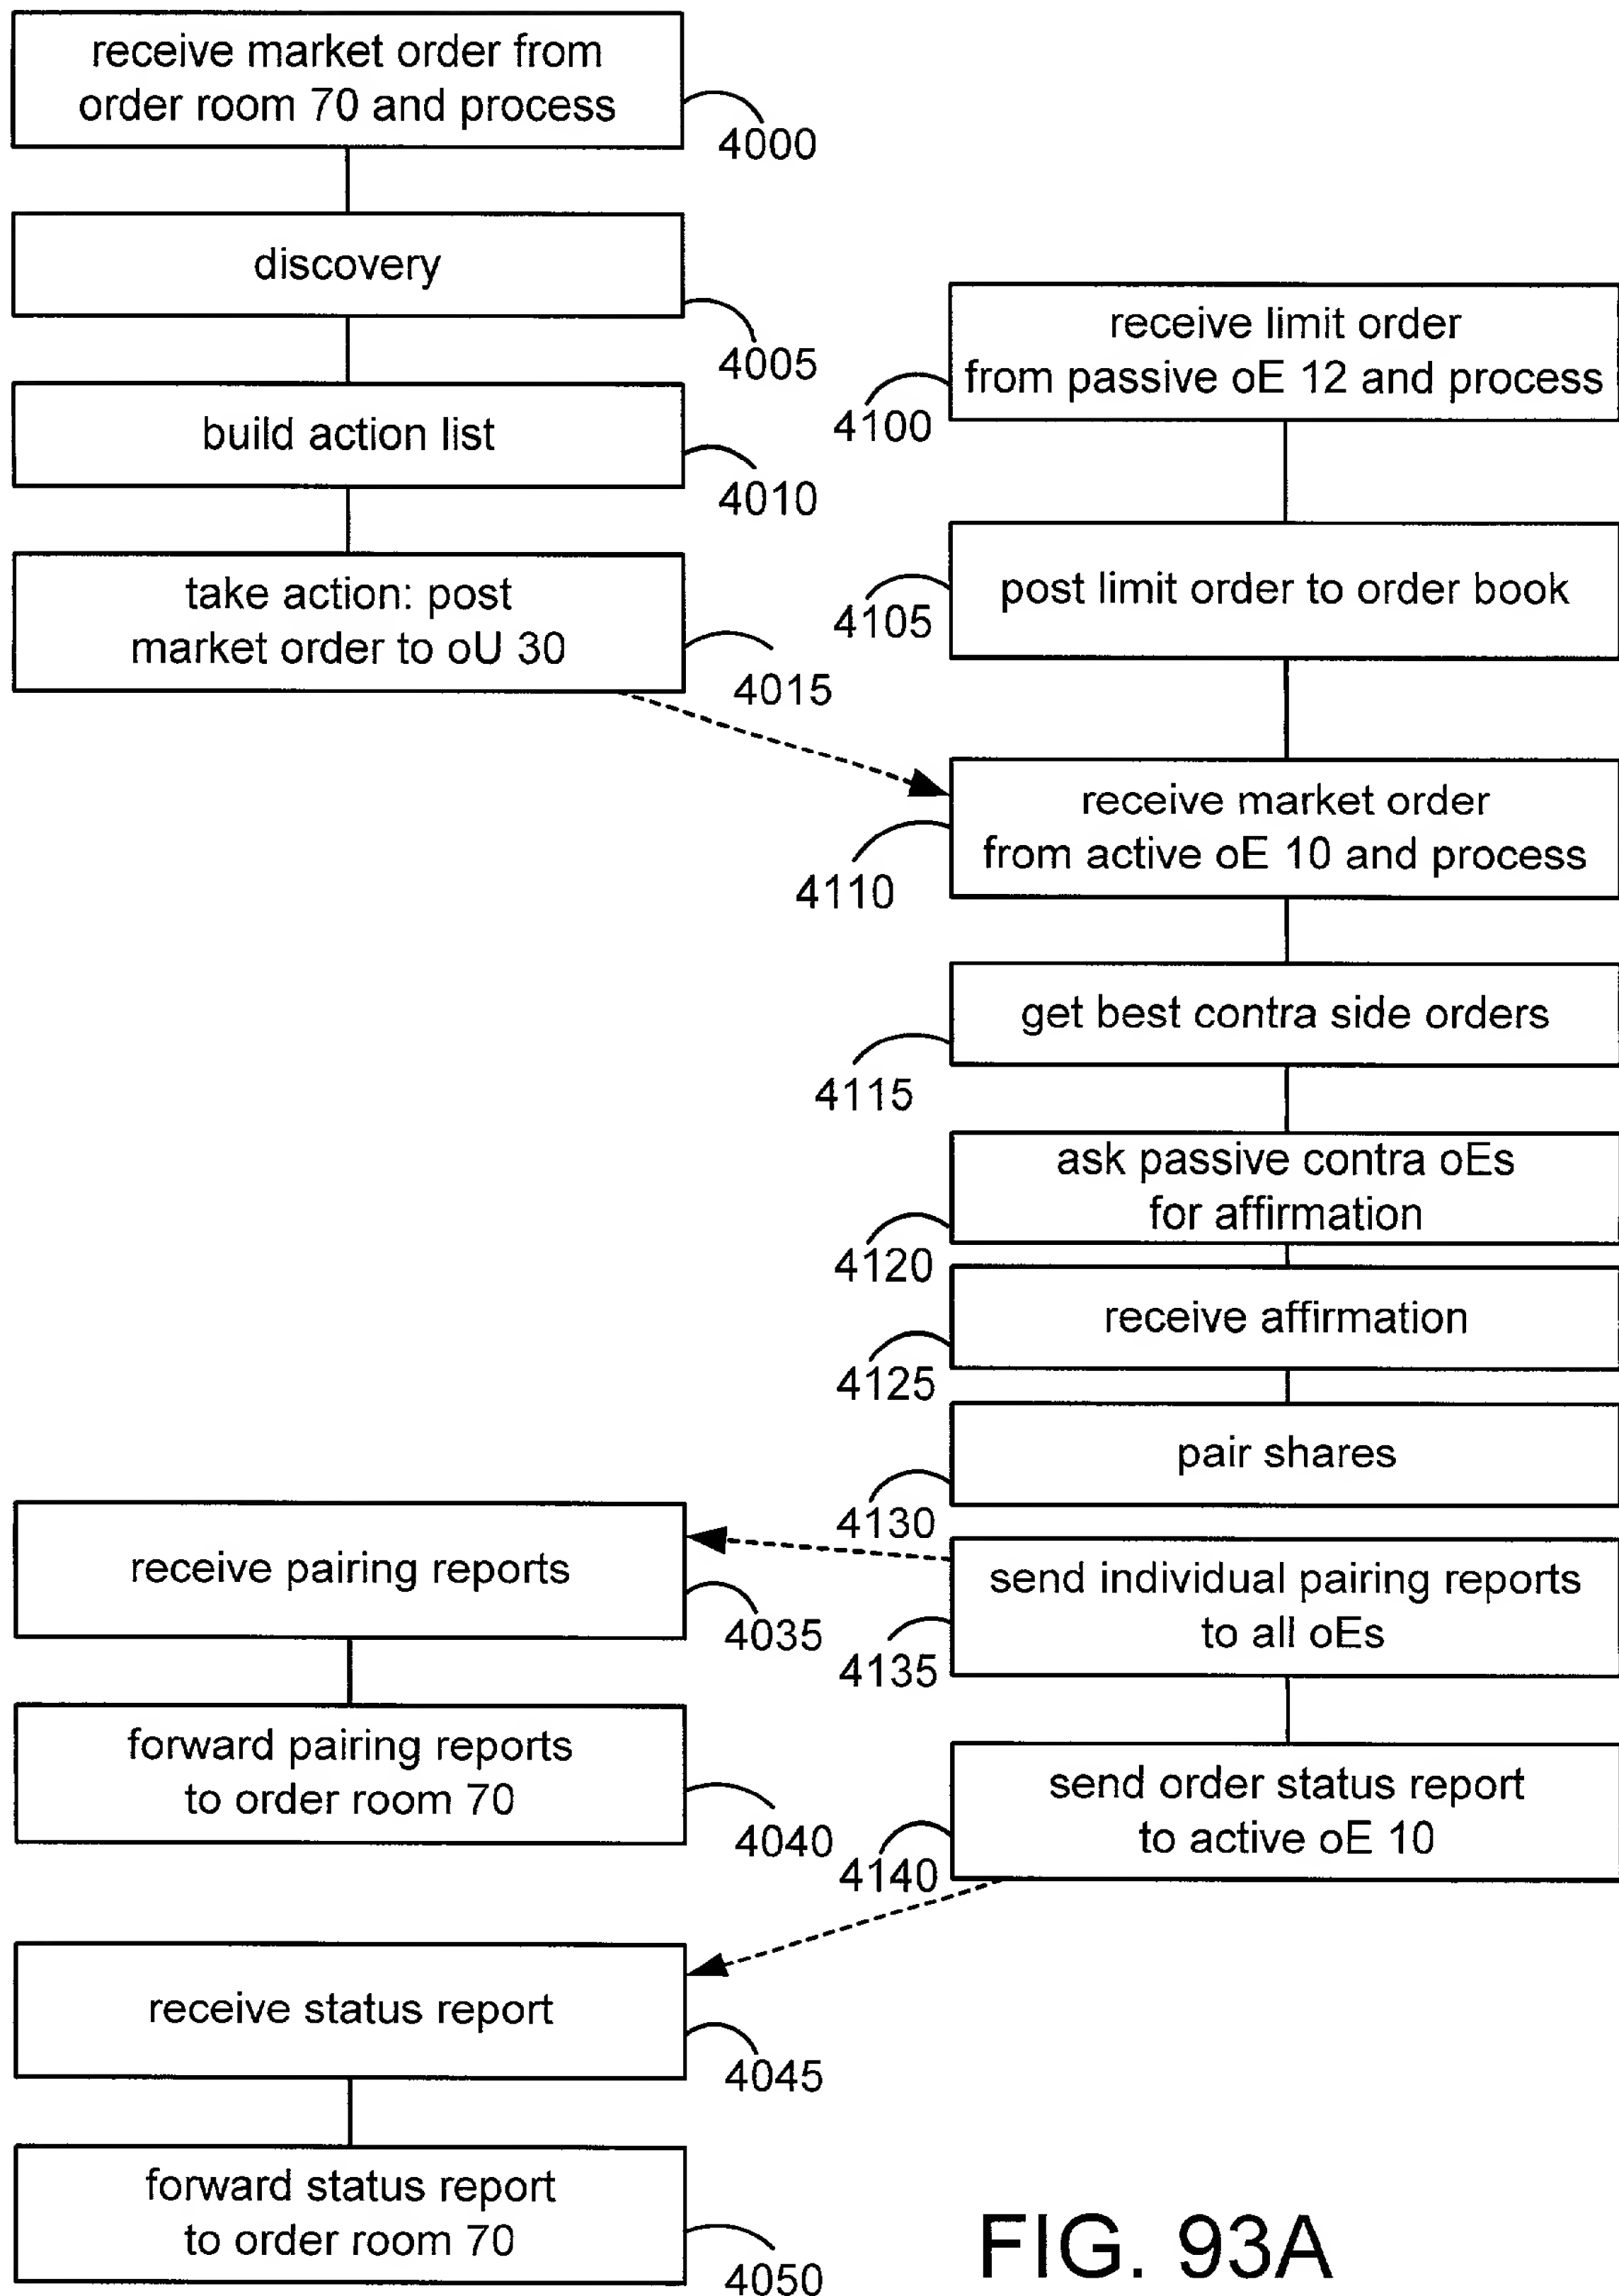 receive market order from
order room 70 and process
4000
discovery
4005
build action list
4010
take action: post
market order to oU 30
4015
receive limit order
from passive oE 12 and process
4100
post limit order to order book
4105
receive market order
from active oE 10 and process
4110
get best contra side orders
4115
ask passive contra oEs
for affirmation
4120
receive affirmation
4125
pair shares
4130
send individual pairing reports
to all oEs
4135
send order status report
to active oE 10
4140
receive pairing reports
4035
forward pairing reports
to order room 70
4040
receive status report
4045
forward status report
to order room 70
4050
FIG. 93A